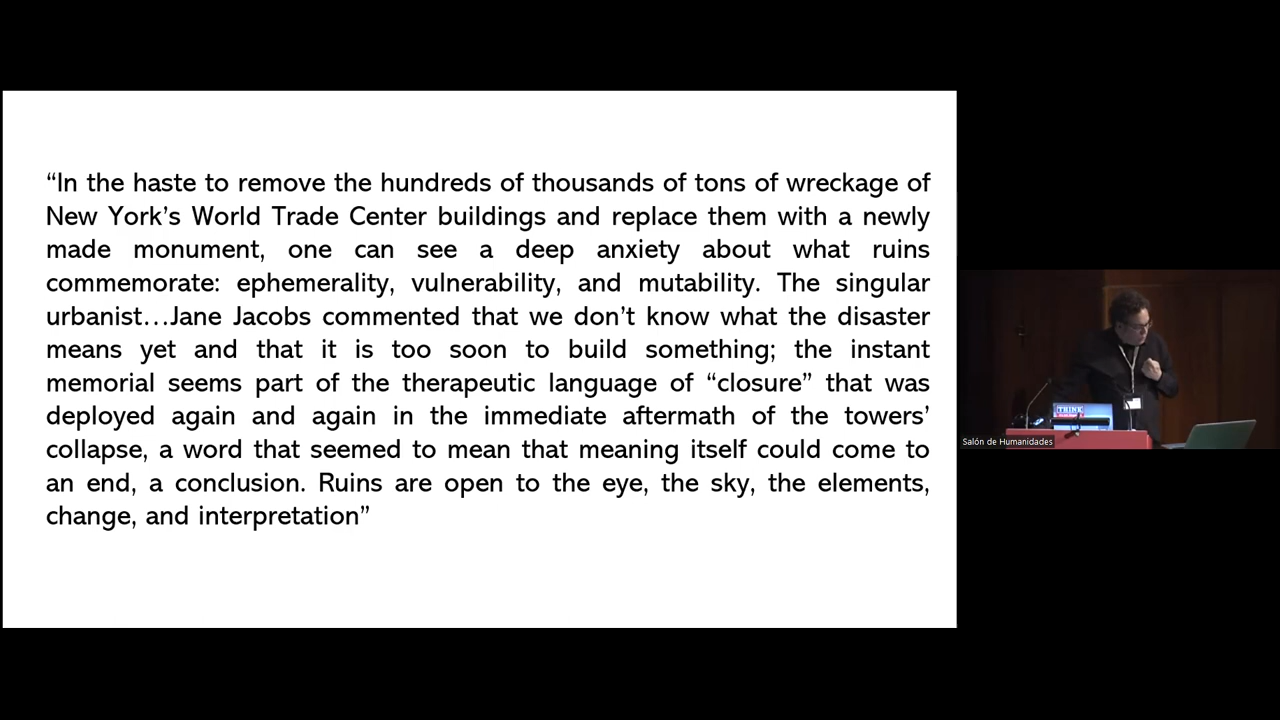 “In the haste to remove the hundreds of thousands of tons of wreckage of
New York’s World Trade Center buildings and replace them with a newly
made monument, one can see a deep anxiety about what ruins
commemorate: ephemerality, vulnerability, and mutability. The singular
urbanist…Jane Jacobs commented that we don’t know what the disaster
means yet and that it is too soon to build something; the instant
memorial seems part of the therapeutic language of “closure” that was
deployed again and again in the immediate aftermath of the towers’
collapse, a word that seemed to mean that meaning itself could come to
an end, a conclusion. Ruins are open to the eye, the sky, the elements,
change, and interpretation”
THINK
Salón de Humanidades